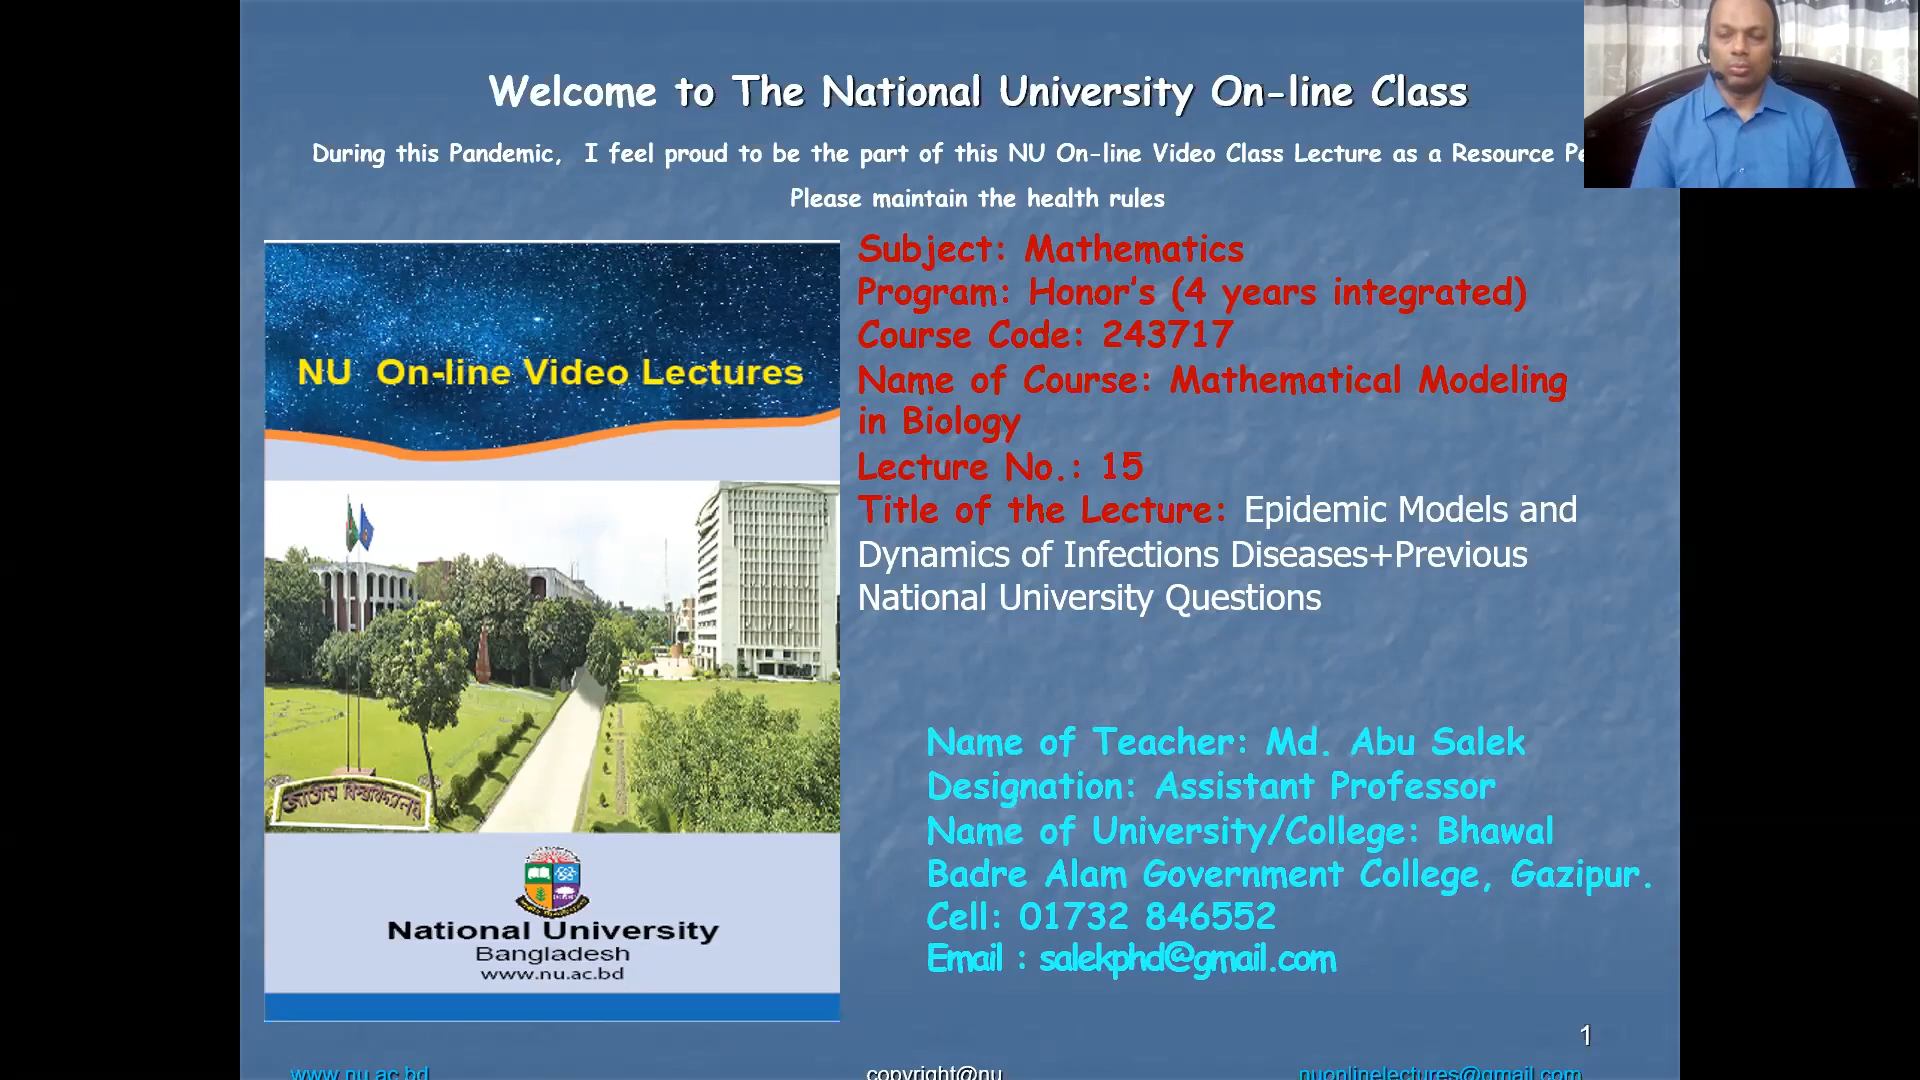 Welcome to The National University On-line Class
During this Pandemic, I feel proud to be the part of this NU On-line Video Class Lecture as a Resource
Please maintain the health rules
NU On-line Video Lectures
জাতীয় বিশ্ববিদ্যালয়
National University
Bangladesh
www.nu.ac.bd
Subject: Mathematics
Program: Honor's (4 years integrated)
Course Code: 243717
Name of Course: Mathematical Modeling
in Biology
Lecture No.: 15
Title of the Lecture: Epidemic Models and
Dynamics of Infections Diseases+Previous
National University Questions
Name of Teacher: Md. Abu Salek
Designation: Assistant Professor
Name of University/College: Bhawal
Badre Alam Government College, Gazipur.
Cell: 01732 846552
Email : salekphd@gmail.com
1
www.nu.ac.bd
copyright@nu
nuonlinelectures@gmail.com